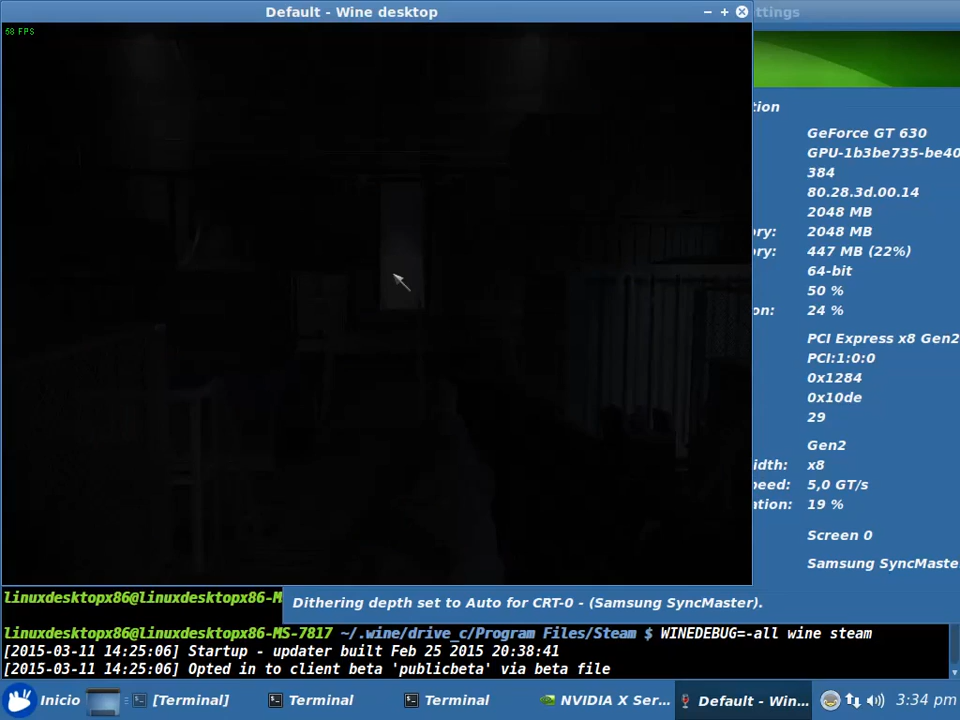 Default - Wine desktop
ttings
58 FPS
tion
GeForce GT 630
GPU-1b3be735-be40
384
80.28.3d.00.14
2048 MB
ry: 2048 MB
ry: 447 MB (22%)
64-bit
50 %
on: 24 %
PCI Express x8 Gen2
PCI:1:0:0
0x1284
0x10de
29
Gen2
idth: x8
peed: 5,0 GT/s
ation: 19 %
Screen 0
Samsung SyncMaste
linuxdesktopx86@linuxdesktopx86-M
Dithering depth set to Auto for CRT-0 - (Samsung SyncMaster).
linuxdesktopx86@linuxdesktopx86-MS-7817 ~/.wine/drive_c/Program Files/Steam $ WINEDEBUG=-all wine steam
[2015-03-11 14:25:06] Startup - updater built Feb 25 2015 20:38:41
[2015-03-11 14:25:06] Opted in to client beta 'publicbeta' via beta file
Inicio [Terminal] Terminal Terminal NVIDIA X Ser... Default - Win... 3:34 pm